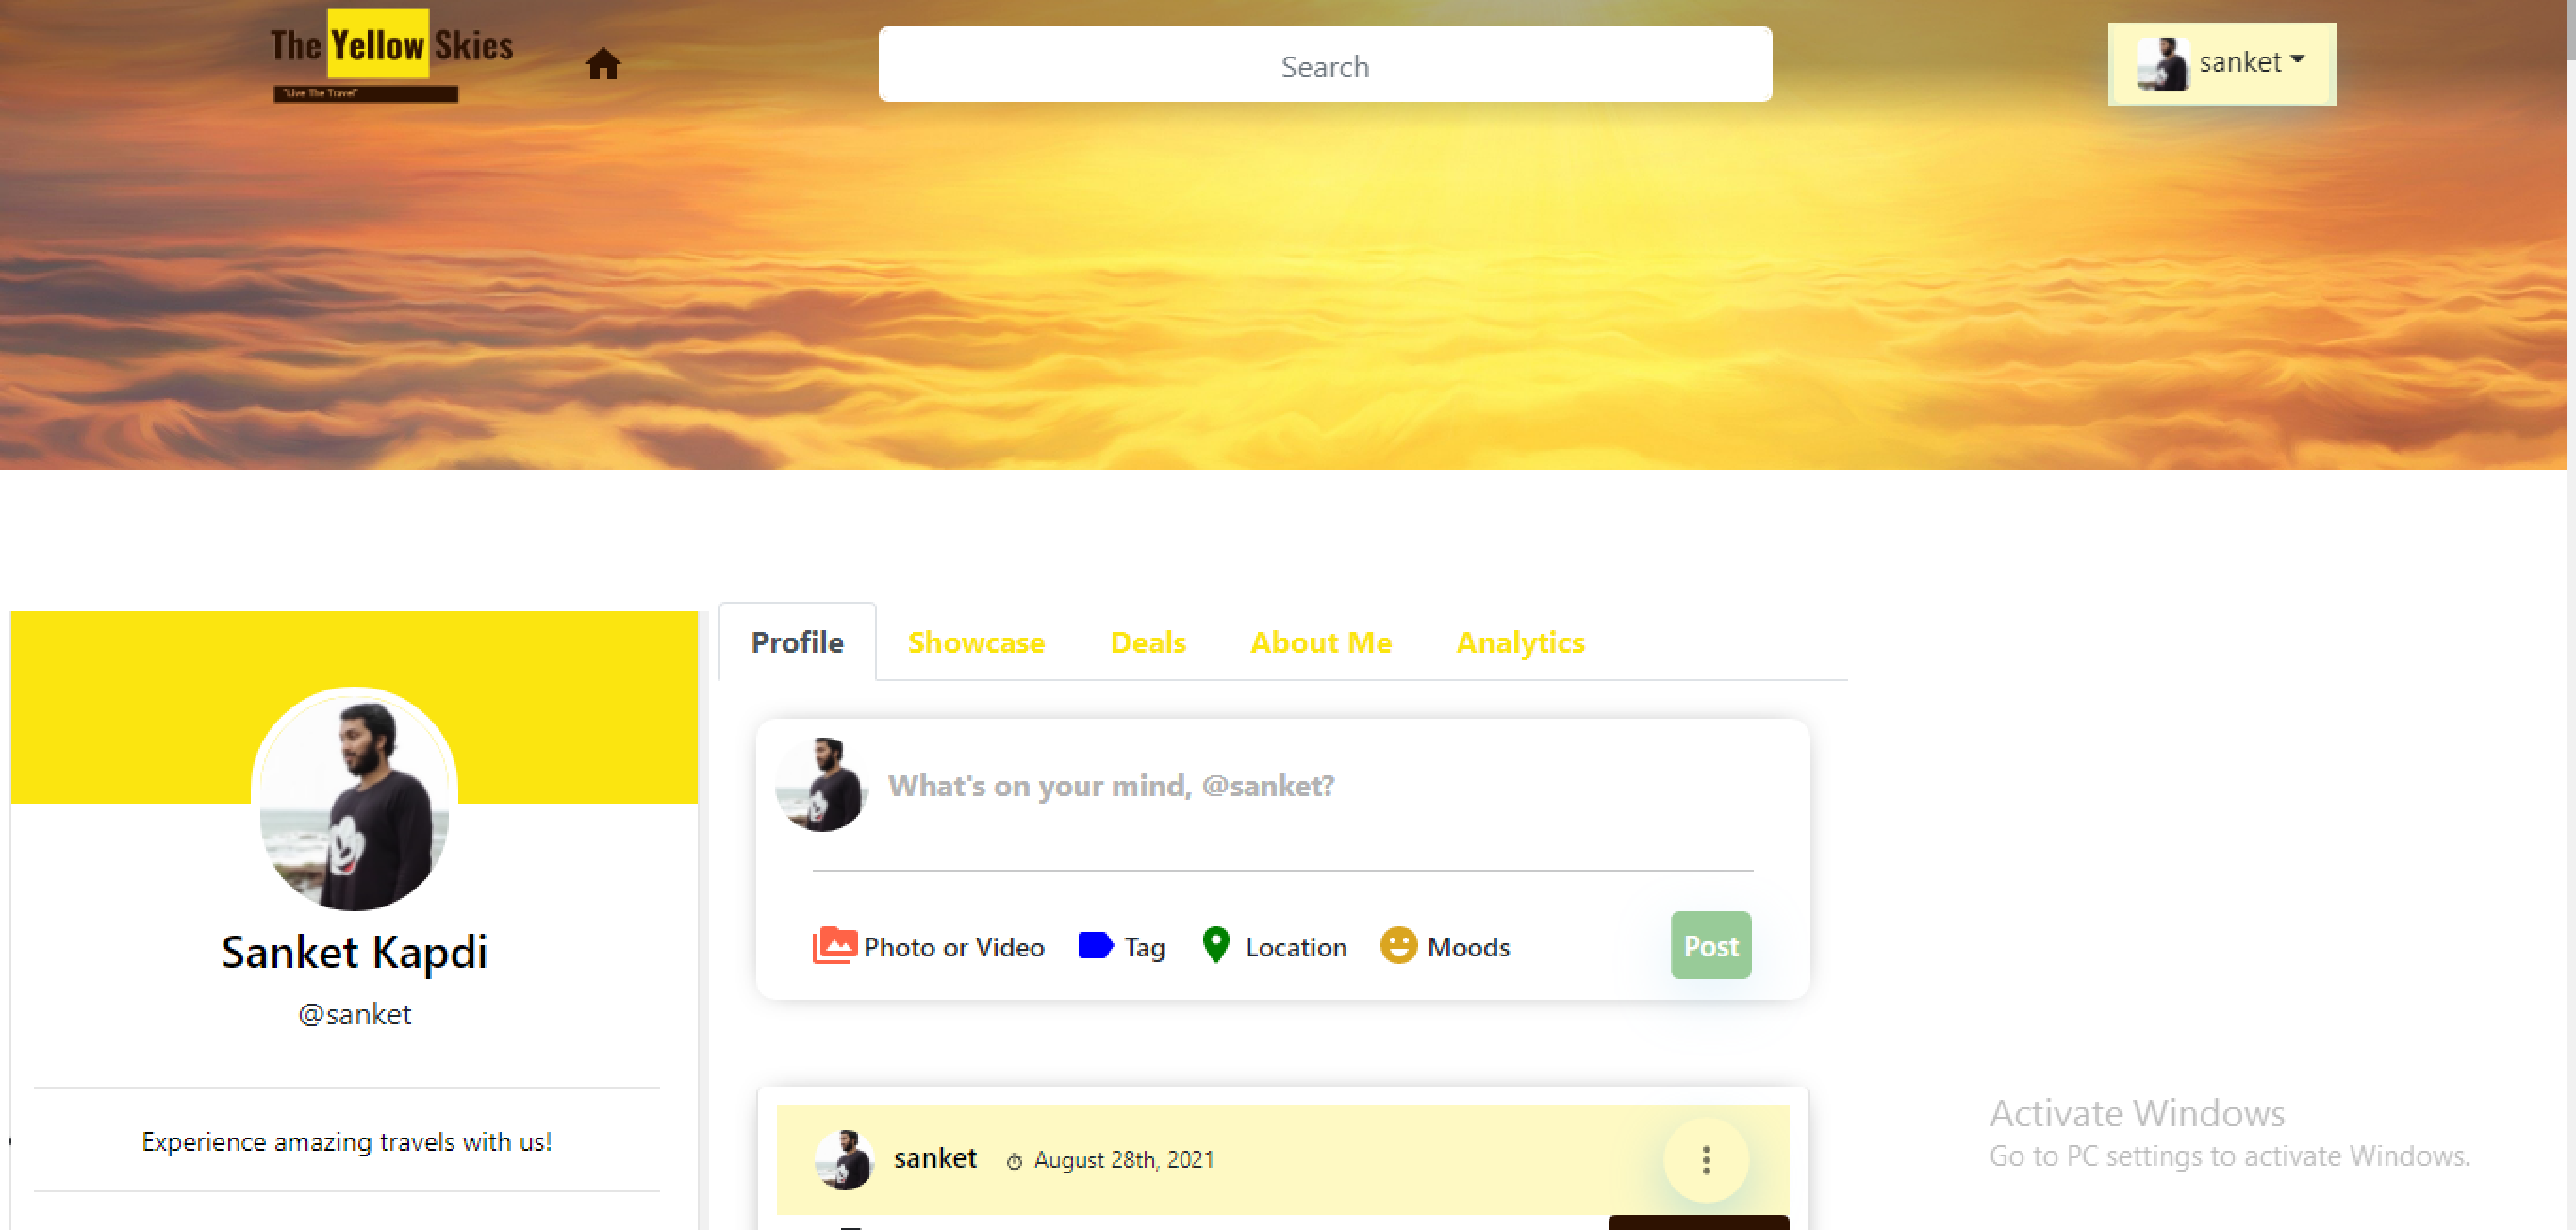 The Yellow Skies
"Live The Travel"
Search
sanket
Profile
Showcase
Deals
About Me
Analytics
What's on your mind, @sanket?
Photo or Video
Tag
Location
Moods
Post
Sanket Kapdi
@sanket
Experience amazing travels with us!
sanket
August 28th, 2021
Activate Windows
Go to PC settings to activate Windows.